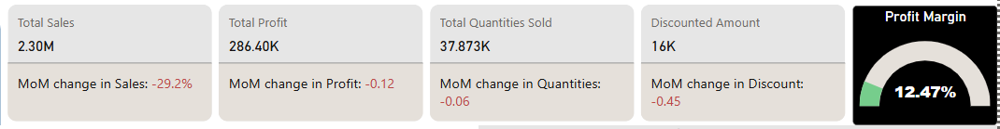 Total Sales
2.30M
MoM change in Sales: -29.2%
Total Profit
286.40K
MoM change in Profit: -0.12
Total Quantities Sold
37.873K
MoM change in Quantities:
-0.06
Discounted Amount
16K
MoM change in Discount:
-0.45
Profit Margin
12.47%